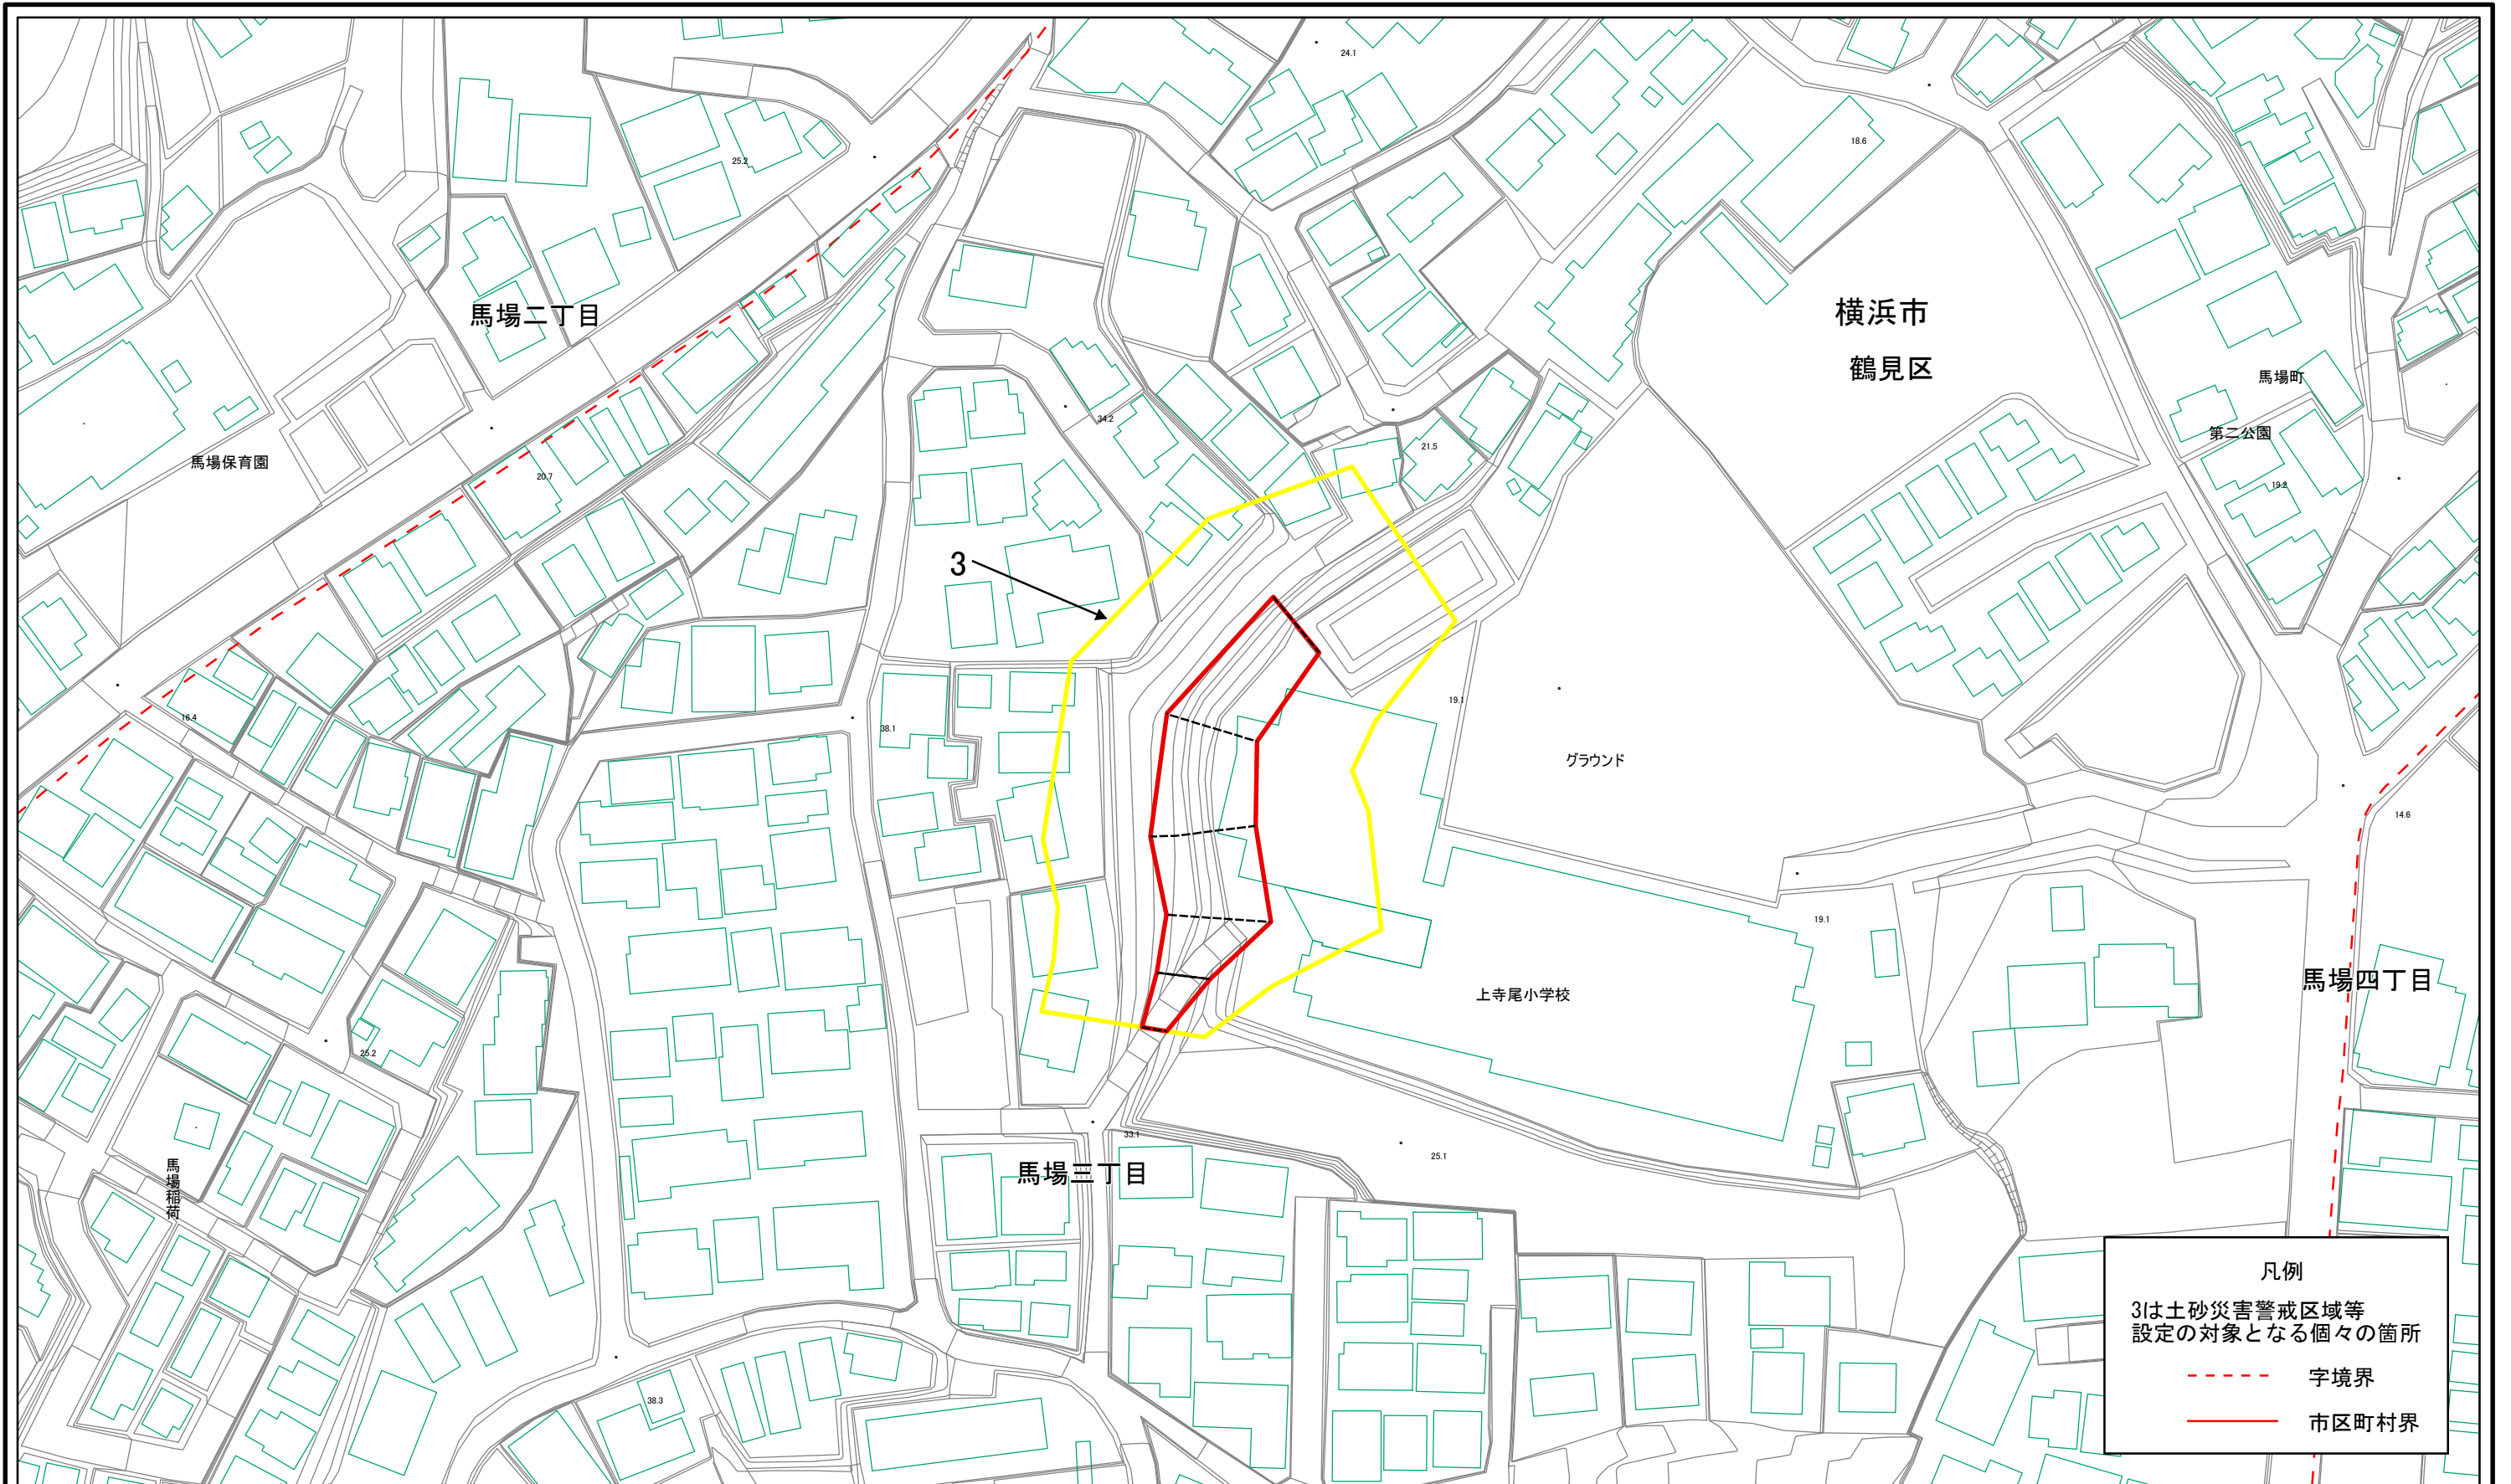 24.1
18.6
25.2
横浜市
馬場二丁目
鶴見区
馬場町
34.2
第二公園
21.5
馬場保育園
20.7
19.2
3
19.1
16.4
38.1
グラウンド
14.6
19.1
馬場四丁目
上寺尾小学校
25.2
33.1
25.1
馬場三丁目
馬場稲荷
38.3
凡例
3は土砂災害警戒区域等
設定の対象となる個々の箇所
字境界
市区町村界